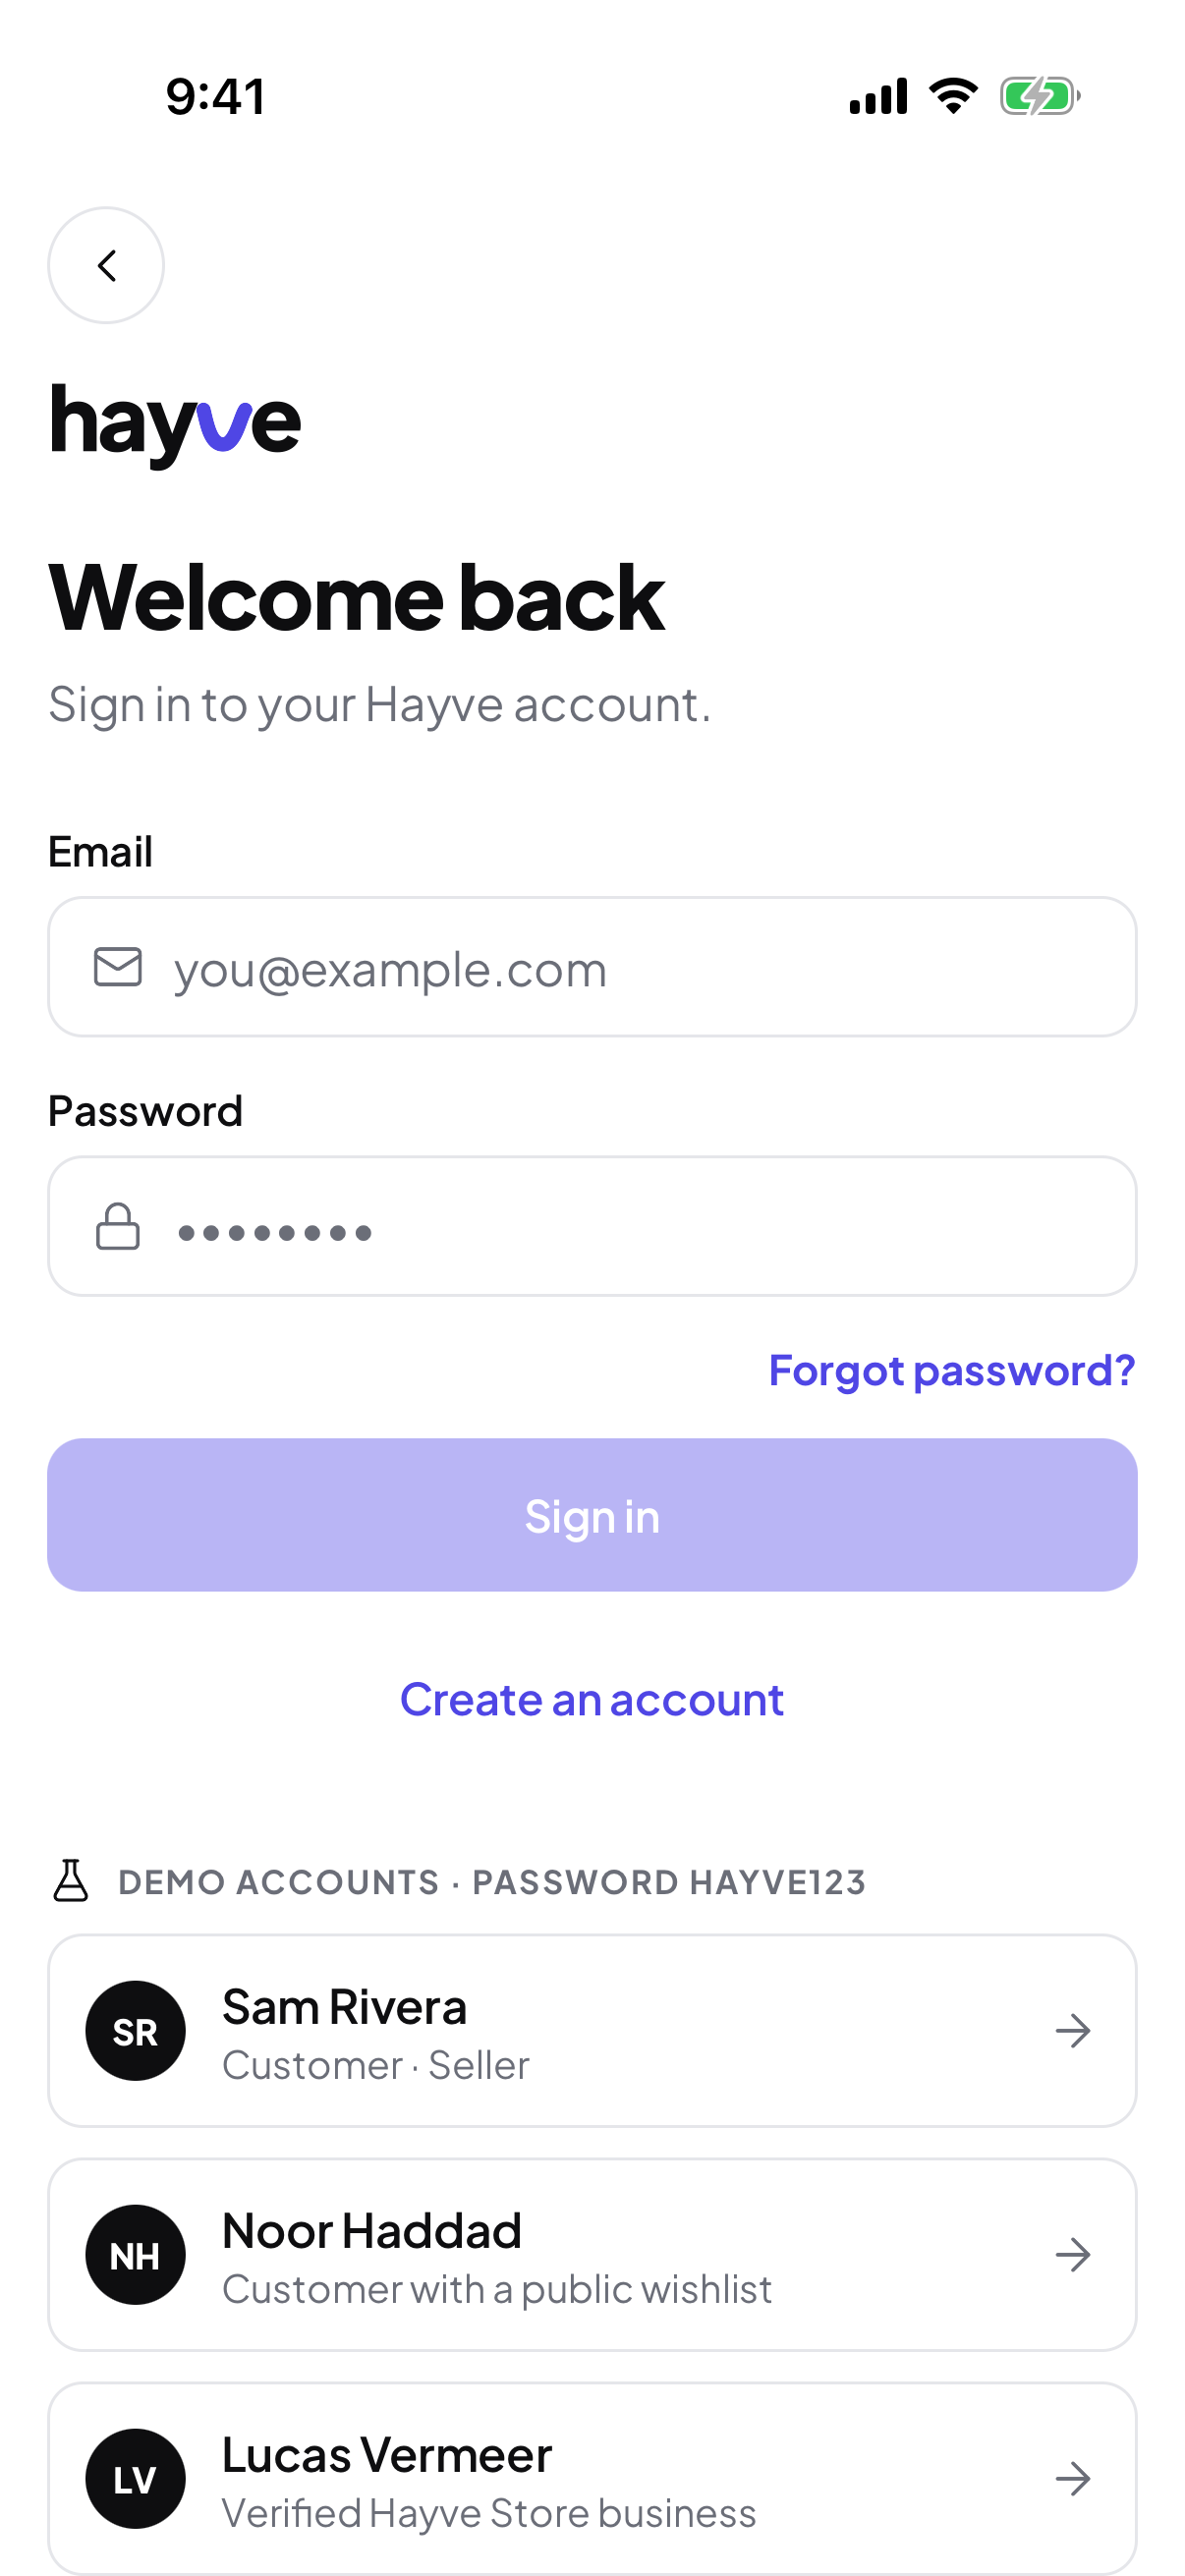 9:41
hayve
Welcome back
Sign in to your Hayve account.
Email
you@example.com
Password
••••••••
Forgot password?
Sign in
Create an account
DEMO ACCOUNTS · PASSWORD HAYVE123
SR
Sam Rivera
Customer · Seller
NH
Noor Haddad
Customer with a public wishlist
LV
Lucas Vermeer
Verified Hayve Store business